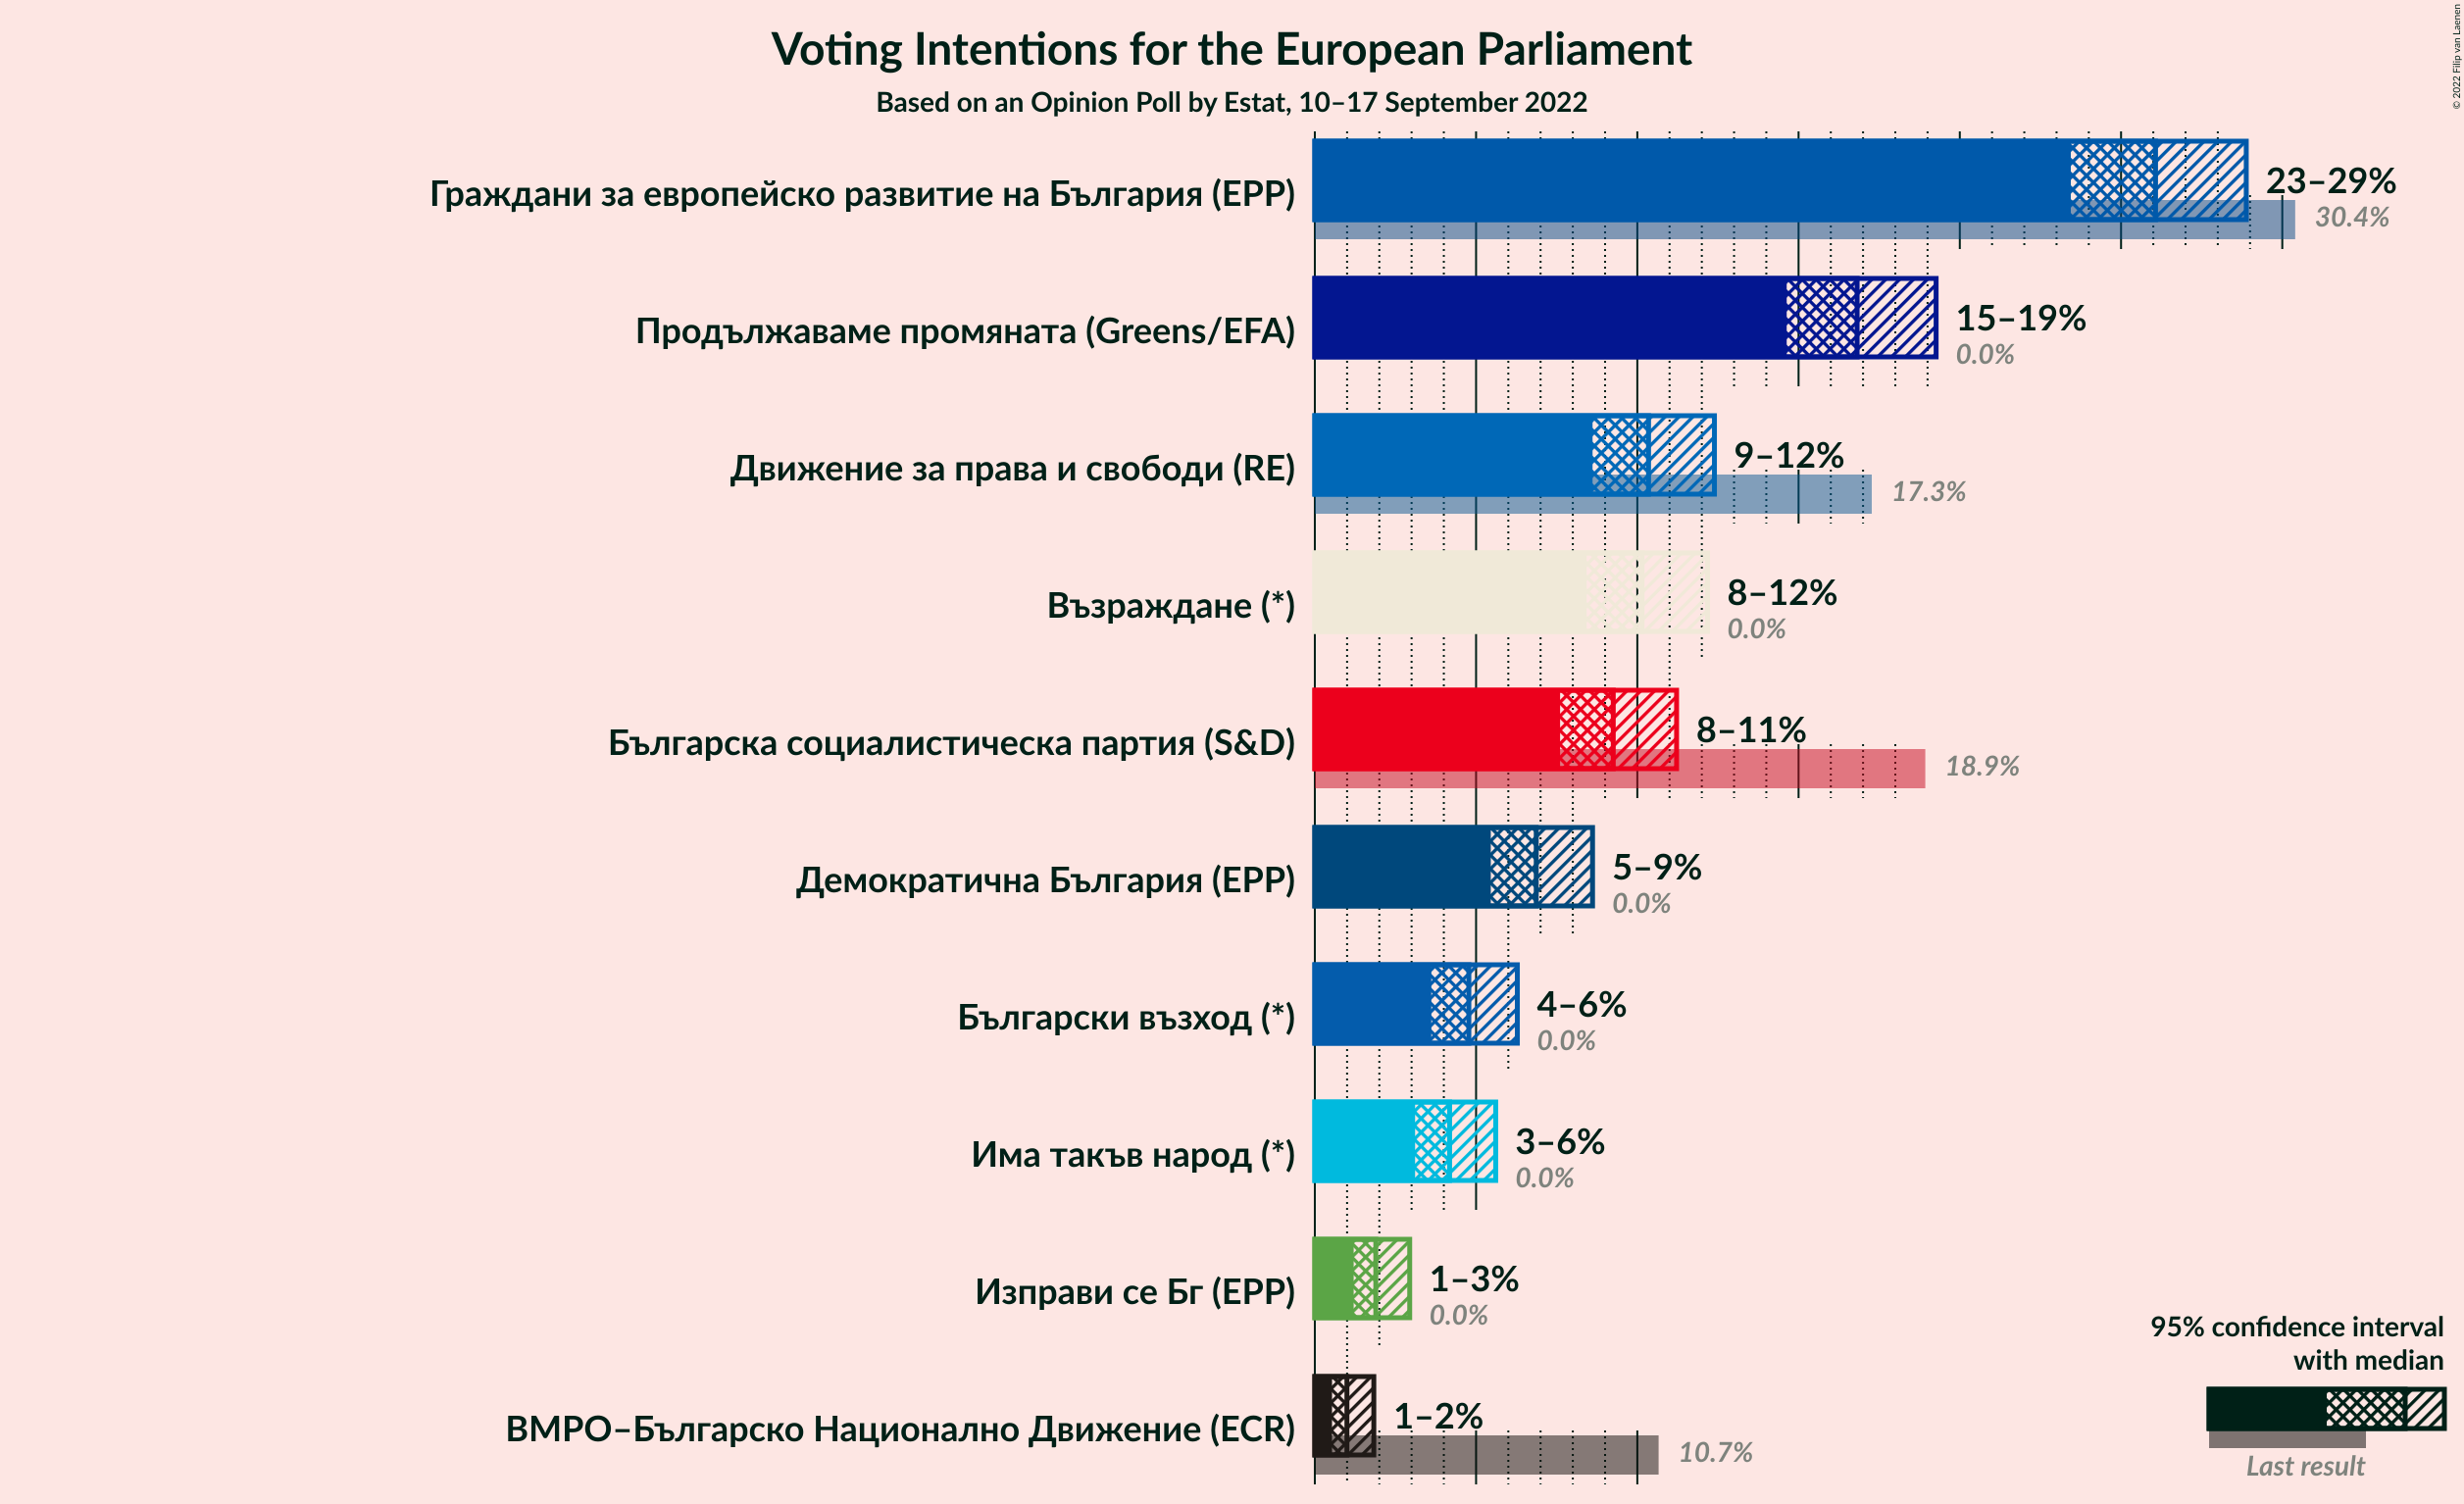 Voting Intentions for the European Parliament
Based on an Opinion Poll by Estat, 10–17 September 2022
© 2022 Filip van Laenen
Граждани за европейско развитие на България (EPP)
23–29%
30.4%
Продължаваме промяната (Greens/EFA)
15–19%
0.0%
Движение за права и свободи (RE)
9–12%
17.3%
Възраждане (*)
8–12%
0.0%
Българска социалистическа партия (S&D)
8–11%
18.9%
Демократична България (EPP)
5–9%
0.0%
Български възход (*)
4–6%
0.0%
Има такъв народ (*)
3–6%
0.0%
Изправи се Бг (EPP)
1–3%
0.0%
ВМРО–Българско Национално Движение (ECR)
1–2%
10.7%
95% confidence interval
with median
Last result